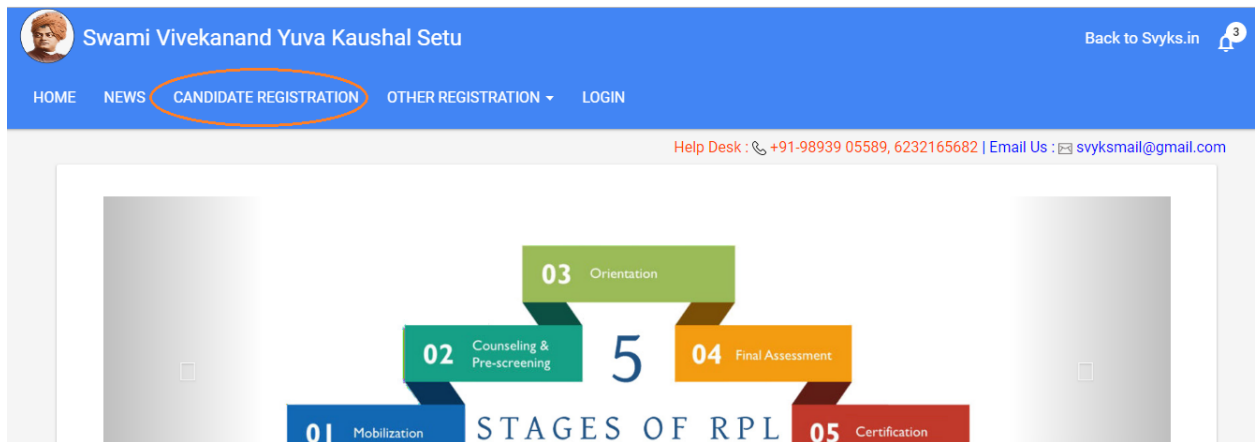 Swami Vivekanand Yuva Kaushal Setu
Back to Svyks.in
3
HOME NEWS CANDIDATE REGISTRATION OTHER REGISTRATION LOGIN
Help Desk : +91-98939 05589, 6232165682 | Email Us : svyksmail@gmail.com
03 Orientation
02 Counseling &
Pre-screening
5
04 Final Assessment
01 Mobilization
STAGES OF RPL
05 Certification